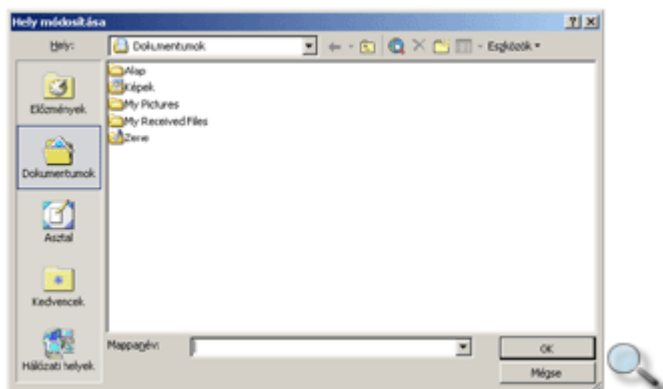 Hely módosítása
Hely:
Dokumentumok
Eszközök
Előzmények
Dokumentumok
Asztal
Kedvencek
Hálózati helyek
Alap
Képek
My Pictures
My Received Files
Zene
Mappanév:
OK
Mégse